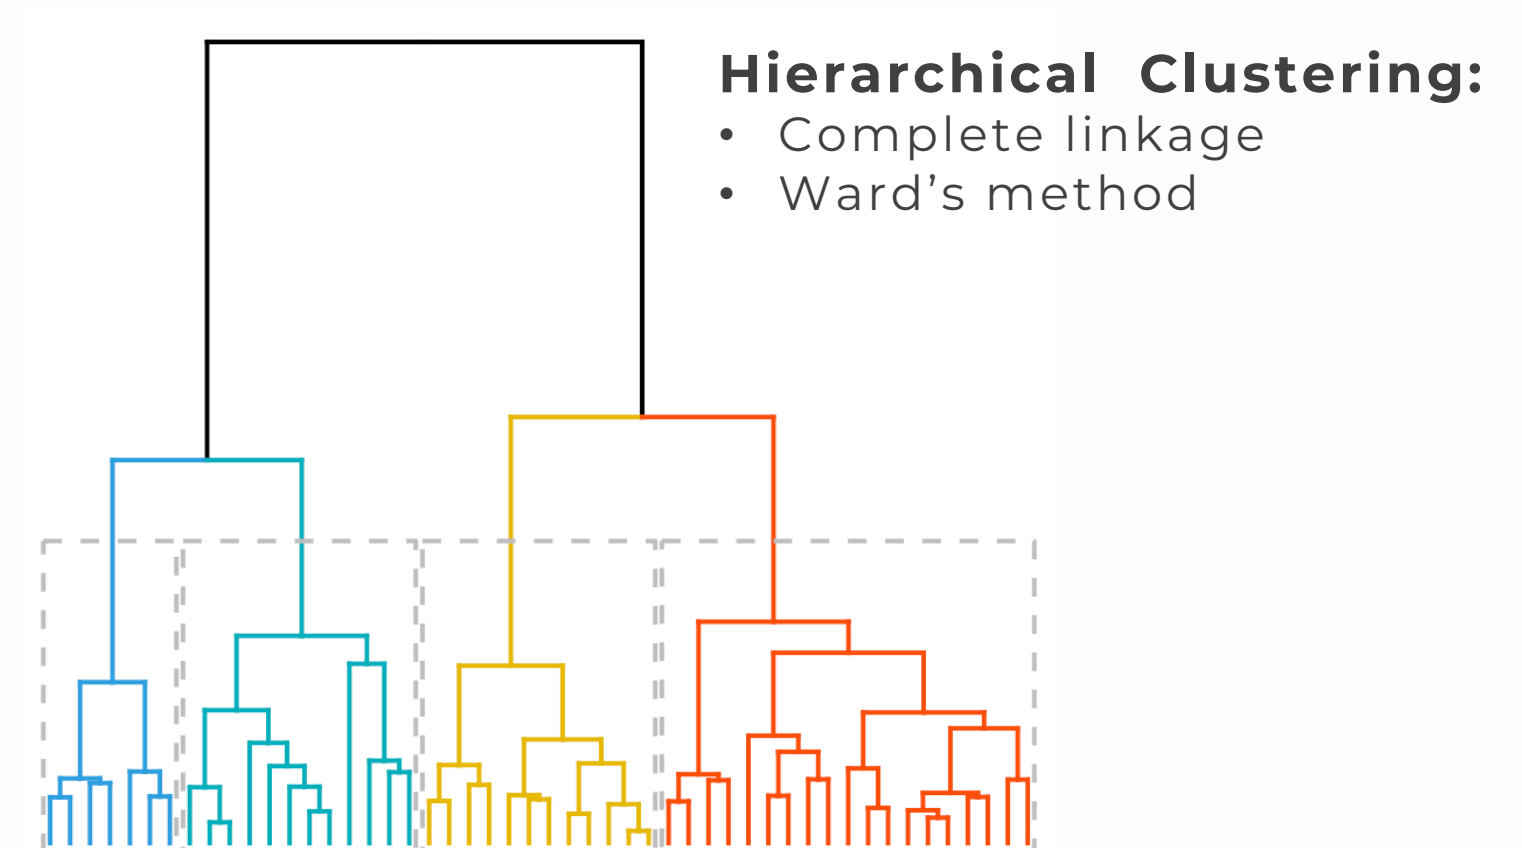 Hierarchical Clustering:
• Complete linkage
• Ward’s method